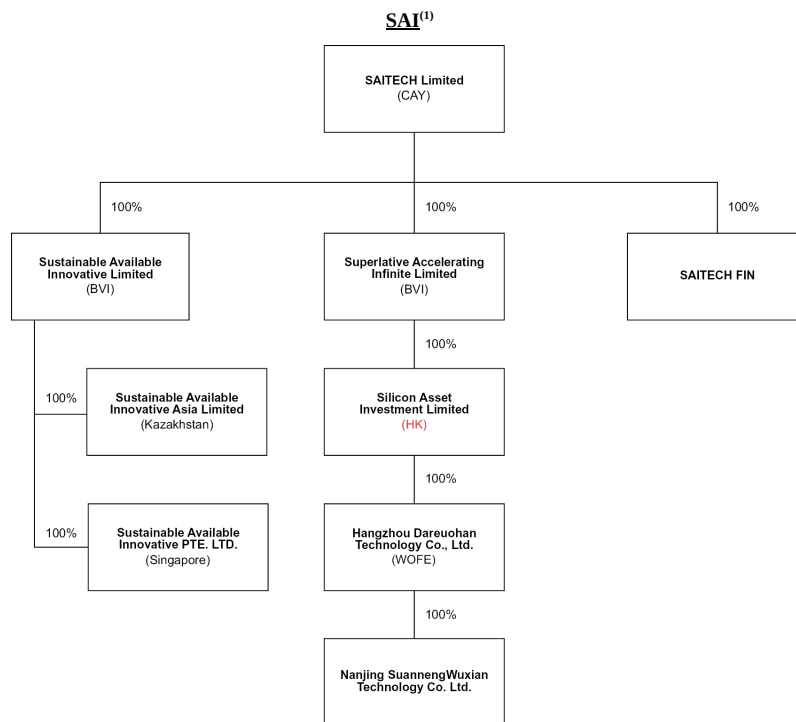 SAI(1)
SAITECH Limited
(CAY)
100%
100%
100%
Sustainable Available
Innovative Limited
(BVI)
Superlative Accelerating
Infinite Limited
(BVI)
SAITECH FIN
100%
100%
Sustainable Available
Innovative Asia Limited
(Kazakhstan)
Silicon Asset
Investment Limited
(HK)
100%
100%
Sustainable Available
Innovative PTE. LTD.
(Singapore)
Hangzhou Dareuohan
Technology Co., Ltd.
(WOFE)
100%
Nanjing SuannengWuxian
Technology Co. Ltd.